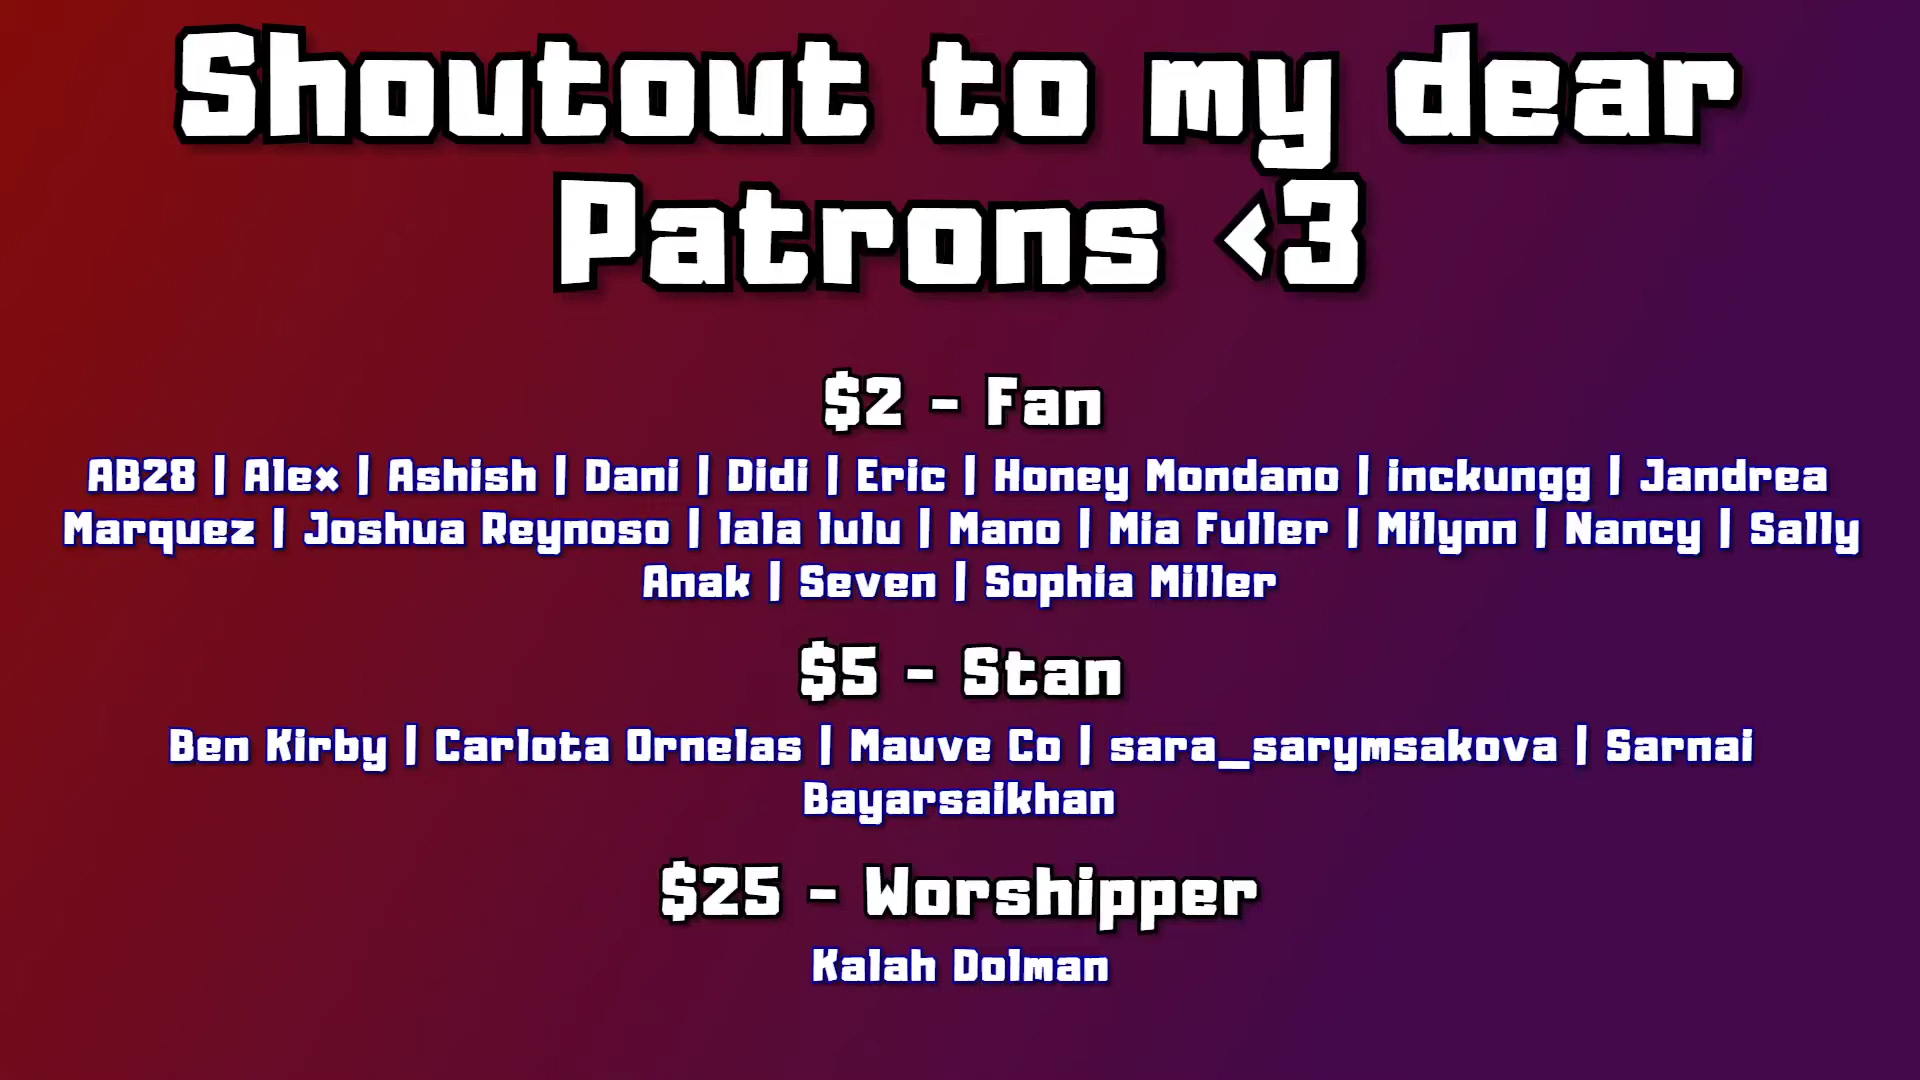 Shoutout to my dear
Patrons <3
$2 - Fan
AB28 | Alex | Ashish | Dani | Didi | Eric | Honey Mondano | inckungg | Jandrea
Marquez | Joshua Reynoso | lala lulu | Mano | Mia Fuller | Milynn | Nancy | Sally
Anak | Seven | Sophia Miller
$5 - Stan
Ben Kirby | Carlota Ornelas | Mauve Co | sara_sarymsakova | Sarnai
Bayarsaikhan
$25 - Worshipper
Kalah Dolman